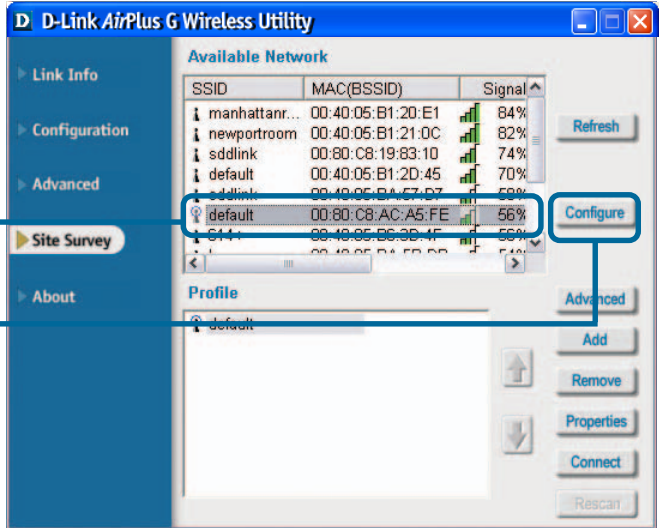 D D-Link AirPlus G Wireless Utility
Link Info
Configuration
Advanced
Site Survey
About
Available Network
SSID MAC(BSSID) Signal
manhattanr... 00:40:05:B1:20:E1 84%
newportroom 00:40:05:B1:21:0C 82%
sddlink 00:80:C8:19:83:10 74%
default 00:40:05:B1:2D:45 70%
sddlink
default 00:80:C8:AC:A5:FE 56%
Refresh
Configure
Profile
default
Advanced
Add
Remove
Properties
Connect
Rescan